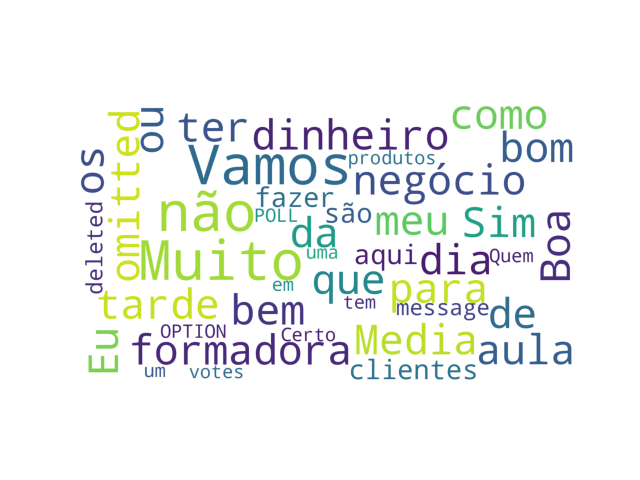 como
ou
ter
dinheiro
bom
omitted
Vamos
produtos
os
negócio
fazer
não
POLL
são
meu
Sim
da
deleted
Boa
Muito
uma
aqui
dia
Quem
que
em
para
tarde
bem
tem
message
de
OPTION
Certo
Eu
formadora
Media
aula
um
votes
clientes